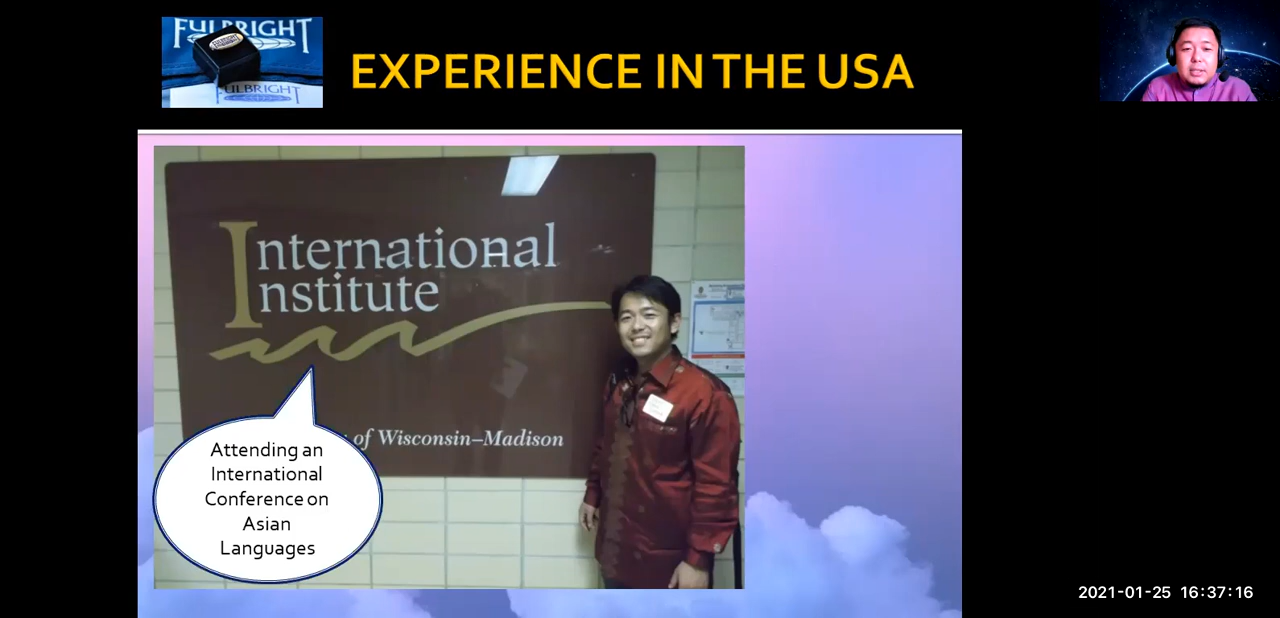 FULBRIGHT
FULBRIGHT
FULBRIGHT
EXPERIENCE IN THE USA
International
Institute
of Wisconsin–Madison
Attending an
International
Conference on
Asian
Languages
2021-01-25 16:37:16